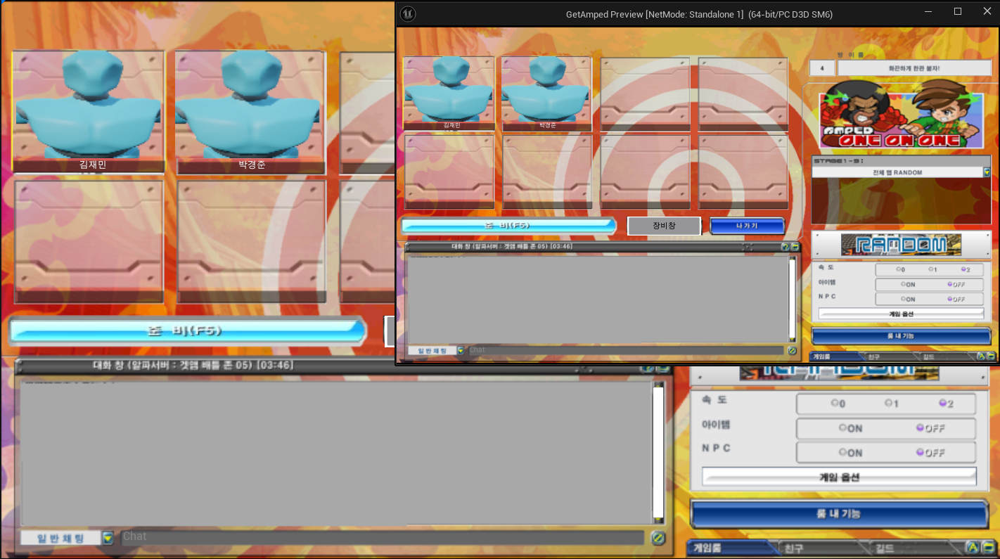 GetAmped Preview [NetMode: Standalone 1] (64-bit/PC D3D SM6)
김재민
박경준
준 비(F5)
대화 창 (알파서버 : 겟앰 배틀 존 05) [03:46]
일 반 채 팅
Chat
방 이 름
4
화끈하게 한판 붙자!
김재민
박경준
AMPED
ONE ON ONE
STAGE1-9:
전체 맵 RANDOM
RANDOM
준 비(F5)
장비창
나 가 기
대화 창 (알파서버 : 겟앰 배틀 존 05) [03:46]
속 도
0
1
2
아이템
ON
OFF
N P C
ON
OFF
게임 옵션
룸 내 기능
일 반 채 팅
Chat
게임룸
친구
길드
속 도
0
1
2
아이템
ON
OFF
N P C
ON
OFF
게임 옵션
룸 내 기능
게임룸
친구
길드